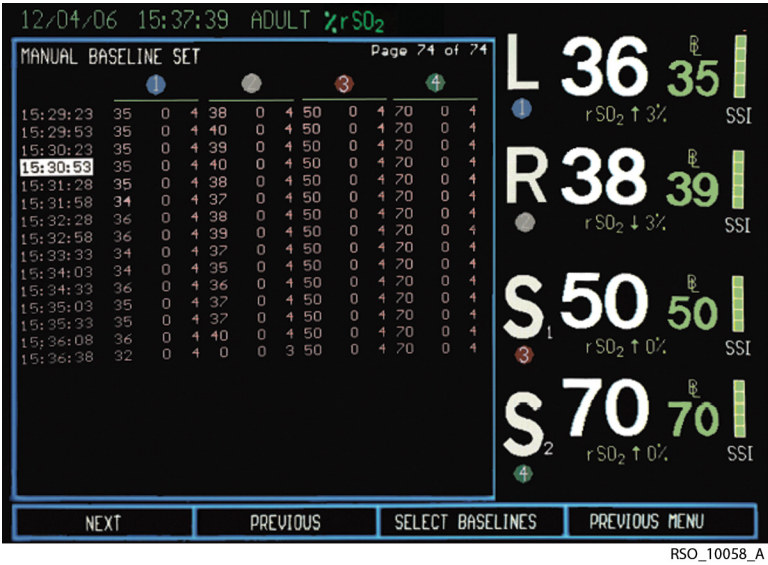 12/04/06 15:37:39 ADULT %rSO2
MANUAL BASELINE SET Page 74 of 74
1 2 3 4
15:29:23 35 0 4 38 0 4 50 0 4 70 0 4
15:29:53 35 0 4 40 0 4 50 0 4 70 0 4
15:30:23 35 0 4 39 0 4 50 0 4 70 0 4
15:30:53 35 0 4 40 0 4 50 0 4 70 0 4
15:31:28 35 0 4 38 0 4 50 0 4 70 0 4
15:31:58 34 0 4 37 0 4 50 0 4 70 0 4
15:32:28 36 0 4 38 0 4 50 0 4 70 0 4
15:32:58 36 0 4 39 0 4 50 0 4 70 0 4
15:33:33 34 0 4 37 0 4 50 0 4 70 0 4
15:34:03 34 0 4 35 0 4 50 0 4 70 0 4
15:34:33 36 0 4 36 0 4 50 0 4 70 0 4
15:35:03 35 0 4 37 0 4 50 0 4 70 0 4
15:35:33 35 0 4 37 0 4 50 0 4 70 0 4
15:36:08 36 0 4 40 0 4 50 0 4 70 0 4
15:36:38 32 0 4 0 0 3 50 0 4 70 0 4
L 36 BL 35
1 rSO2 ↑ 3% SSI
R 38 BL 39
2 rSO2 ↓ 3% SSI
S1 50 BL 50
3 rSO2 ↑ 0% SSI
S2 70 BL 70
4 rSO2 ↑ 0% SSI
NEXT PREVIOUS SELECT BASELINES PREVIOUS MENU
RSO_10058_A